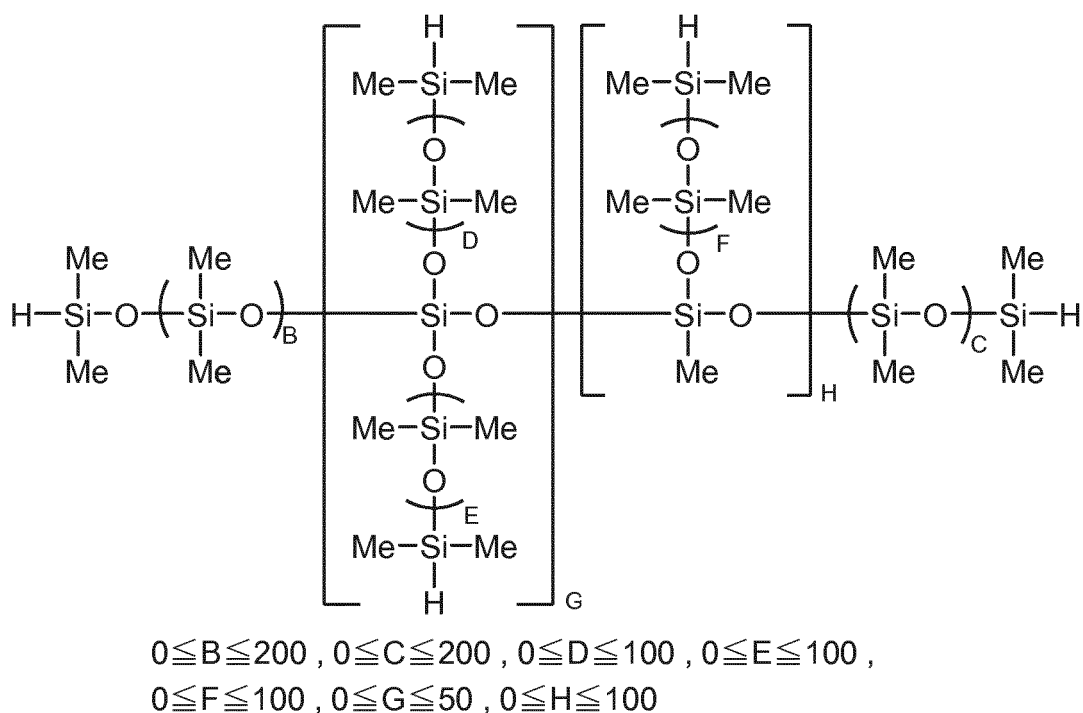 H H
Me Si Me Me Si Me
O O
Me Si Me Me Si Me
D F
O O
Me Me Me Me
H Si O Si O B Si O Si O Si O C Si H
Me Me O Me Me Me
H
Me Si Me
O
E
Me Si Me
H G
0≦B≦200 , 0≦C≦200 , 0≦D≦100 , 0≦E≦100 ,
0≦F≦100 , 0≦G≦50 , 0≦H≦100